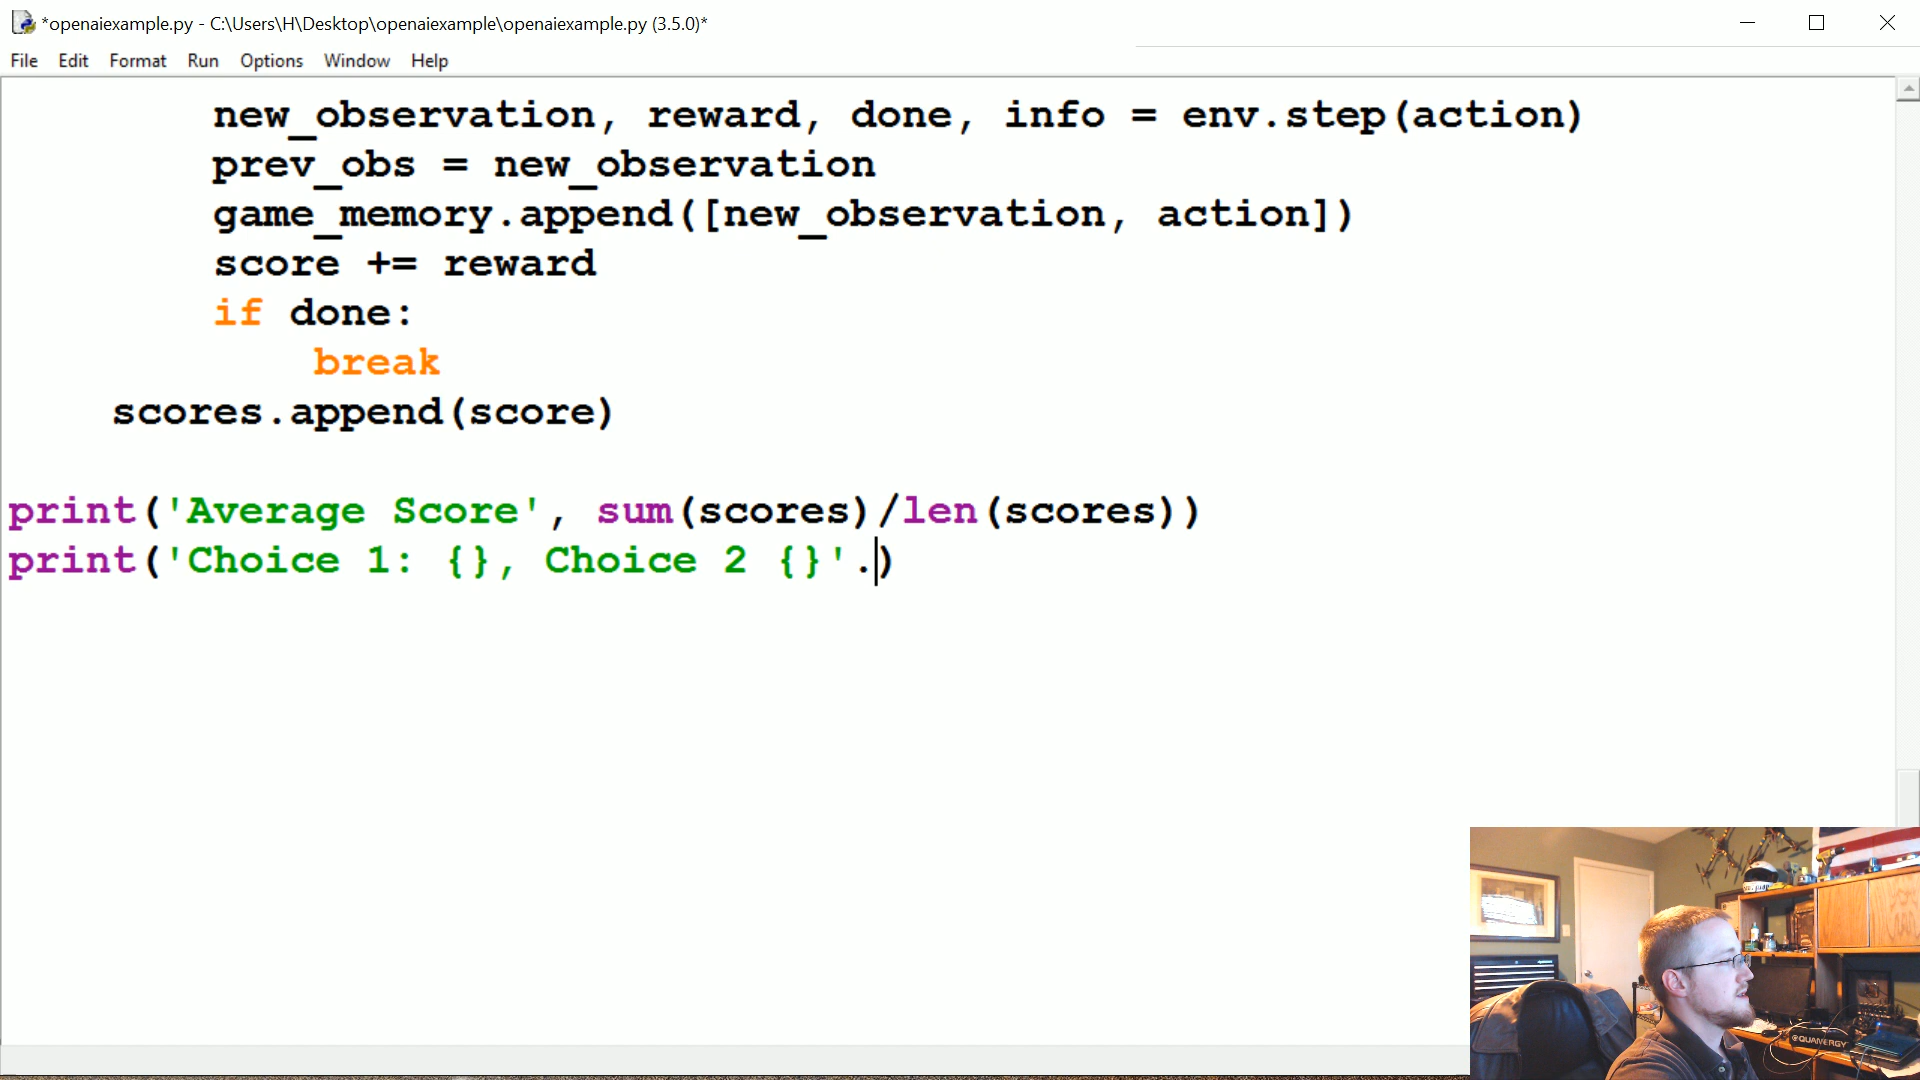 *openaiexample.py - C:\Users\H\Desktop\openaiexample\openaiexample.py (3.5.0)*
File Edit Format Run Options Window Help
new_observation, reward, done, info = env.step(action)
prev_obs = new_observation
game_memory.append([new_observation, action])
score += reward
if done:
break
scores.append(score)
print('Average Score', sum(scores)/len(scores))
print('Choice 1: {}, Choice 2 {}'.)
QUANERGY